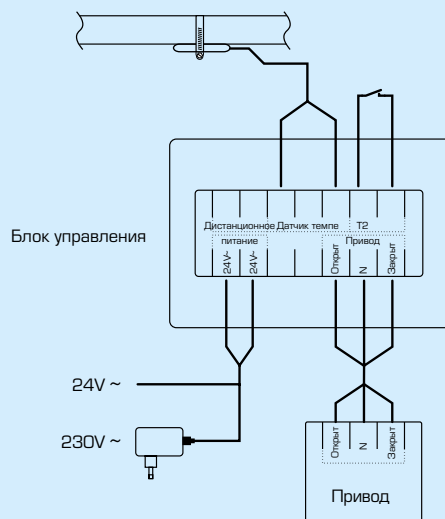 Блок управления
Дистанционное Датчик темпе T2
питание Привод
24V~ 24V~ Открыт N Закрыт
24V ~
230V ~
Открыт N Закрыт
Привод